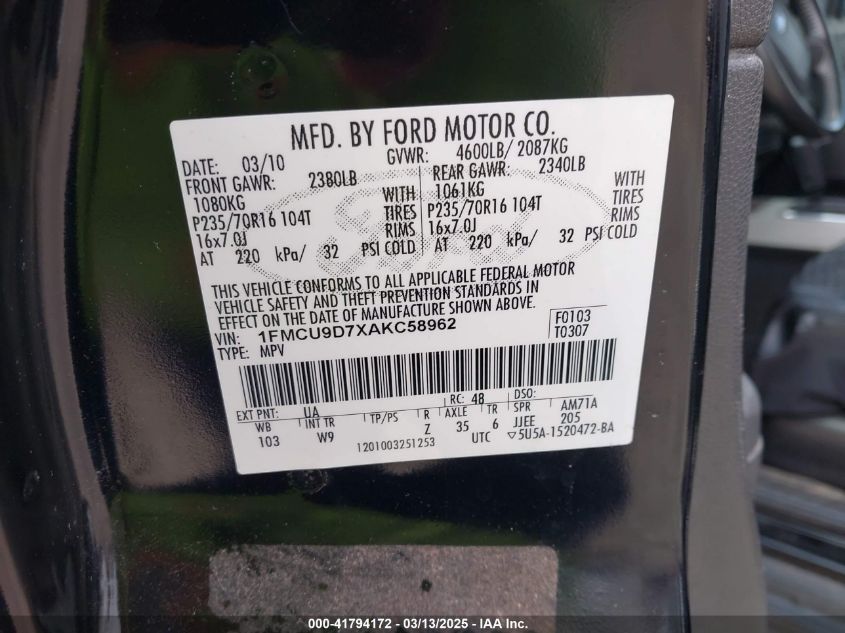 MFD. BY FORD MOTOR CO.
DATE: 03/10 GVWR: 4600LB/ 2087KG
FRONT GAWR: 2380LB REAR GAWR: 2340LB
1080KG WITH 1061KG WITH
P235/70R16 104T TIRES P235/70R16 104T TIRES
16x7.0J RIMS 16x7.0J RIMS
AT 220 kPa/ 32 PSI COLD AT 220 kPa/ 32 PSI COLD
Ford
THIS VEHICLE CONFORMS TO ALL APPLICABLE FEDERAL MOTOR
VEHICLE SAFETY AND THEFT PREVENTION STANDARDS IN
EFFECT ON THE DATE OF MANUFACTURE SHOWN ABOVE.
VIN: 1FMCU9D7XAKC58962 F0103
TYPE: MPV T0307
EXT PNT: UA RC: 48 DSO:
WB INT TR TP/PS R AXLE TR SPR AM71A
103 W9 Z 35 6 JJEE 205
1201003251253 UTC ▽5U5A-1520472-BA
000-41794172 — 03/13/2025 — IAA Inc.